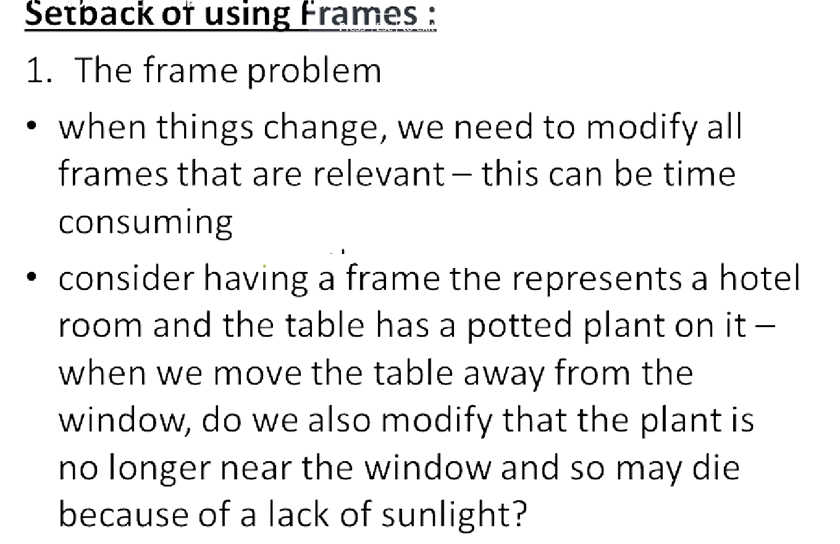 Setback of using Frames :
1. The frame problem
• when things change, we need to modify all
frames that are relevant – this can be time
consuming
• consider having a frame the represents a hotel
room and the table has a potted plant on it –
when we move the table away from the
window, do we also modify that the plant is
no longer near the window and so may die
because of a lack of sunlight?